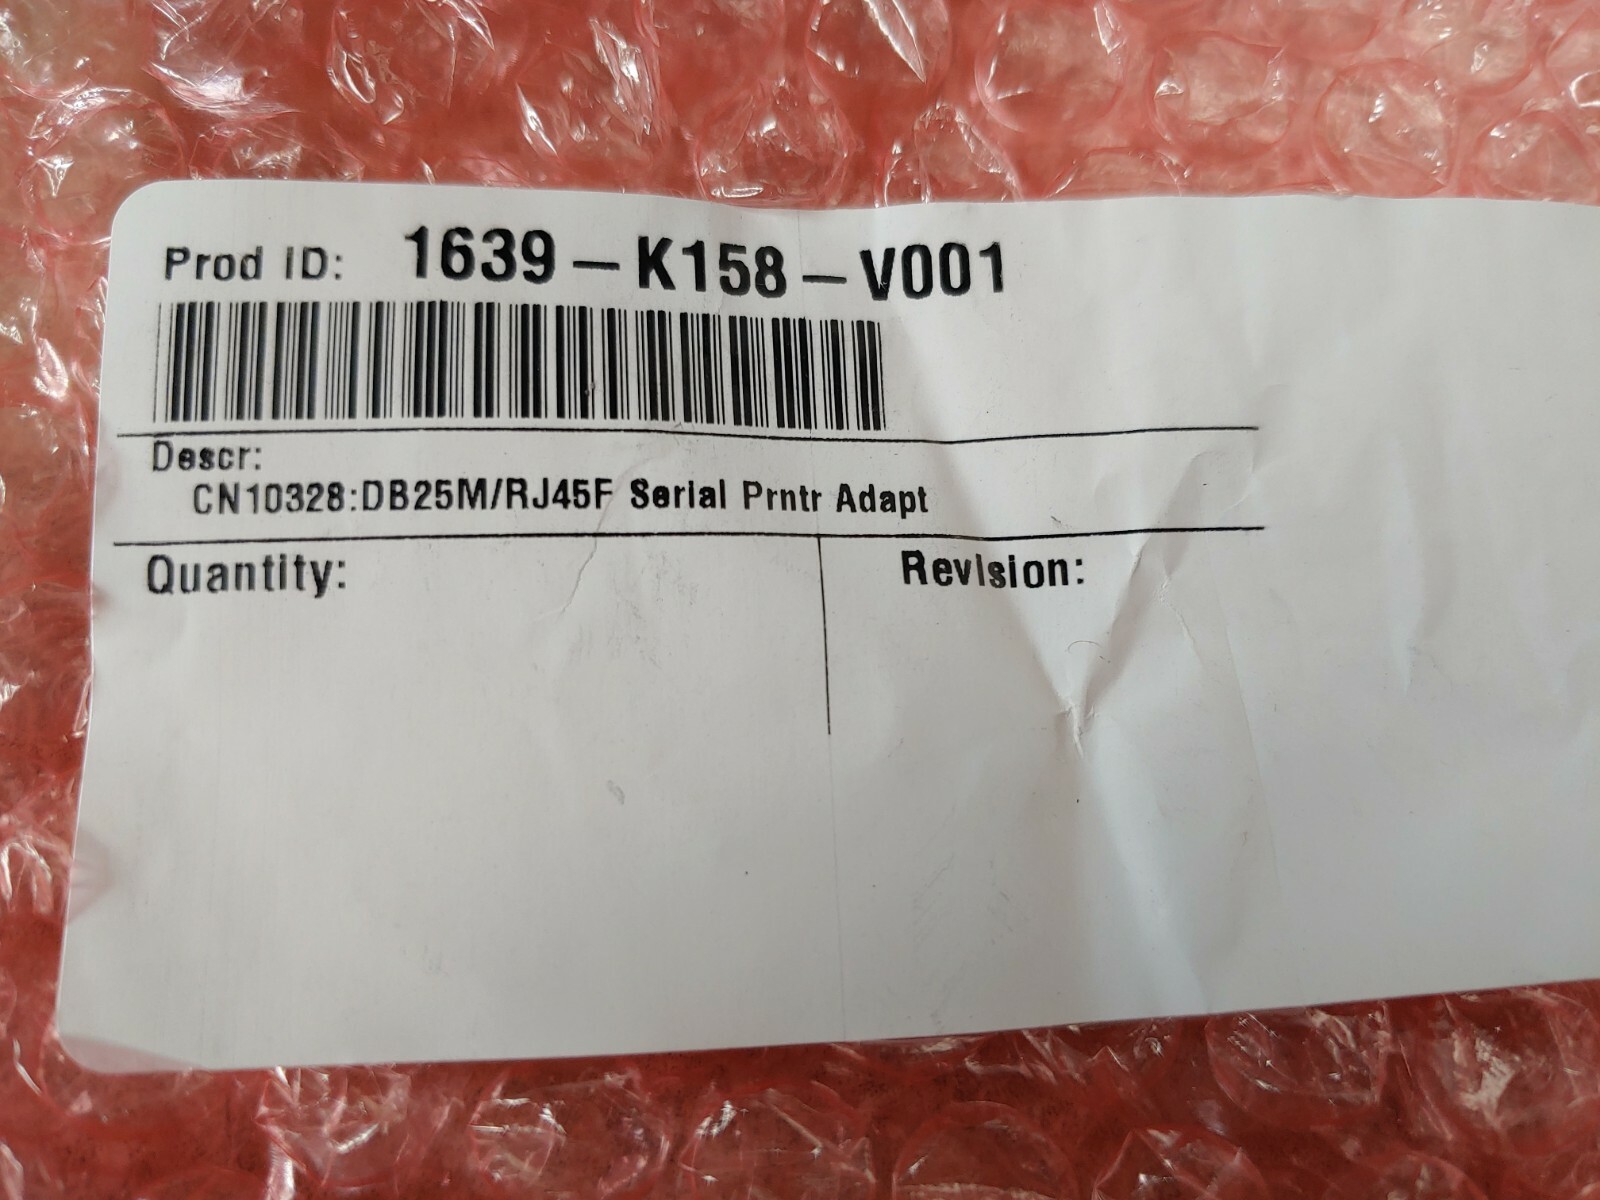 Prod ID: 1639-K158-V001
Descr:
CN10328:DB25M/RJ45F Serial Prntr Adapt
Quantity: Revision: